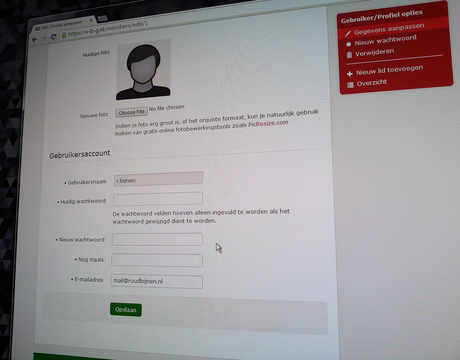 Profiel aanpassen
https://v-b-g.nl/members/edit/1
Huidige foto
Nieuwe foto
Choose File No file chosen
Indien je foto erg groot is, of het onjuiste formaat, kun je natuurlijk gebruik
maken van gratis online fotobewerkingstools zoals PicResize.com
Gebruikersaccount
• Gebruikersnaam r.bijnen
• Huidig wachtwoord
De wachtwoord velden hoeven alleen ingevuld te worden als het
wachtwoord gewijzigd dient te worden.
• Nieuw wachtwoord
• Nog maals
• E-mailadres mail@ruudbijnen.nl
Opslaan
Gebruiker/Profiel opties
Gegevens aanpassen
Nieuw wachtwoord
Verwijderen
Nieuw lid toevoegen
Overzicht